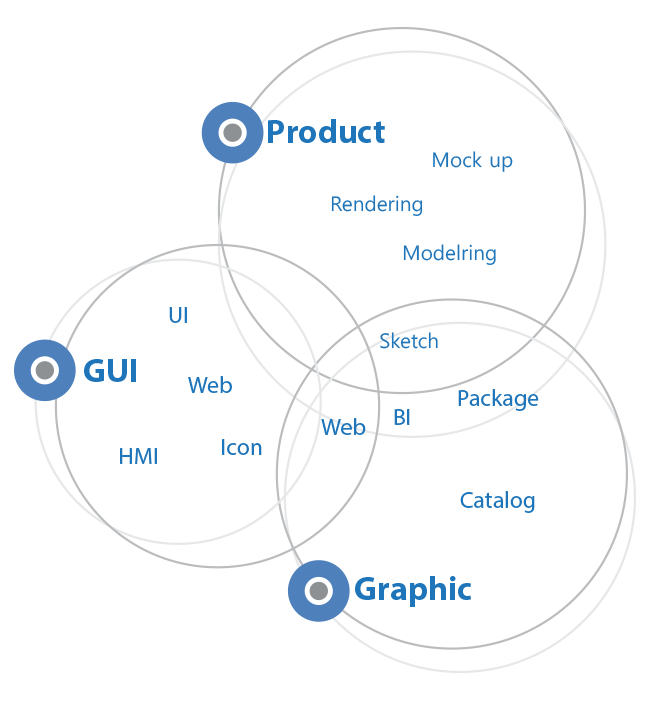 Product
Mock up
Rendering
Modelring
UI
Sketch
GUI
Web
Package
BI
Web
Icon
HMI
Catalog
Graphic